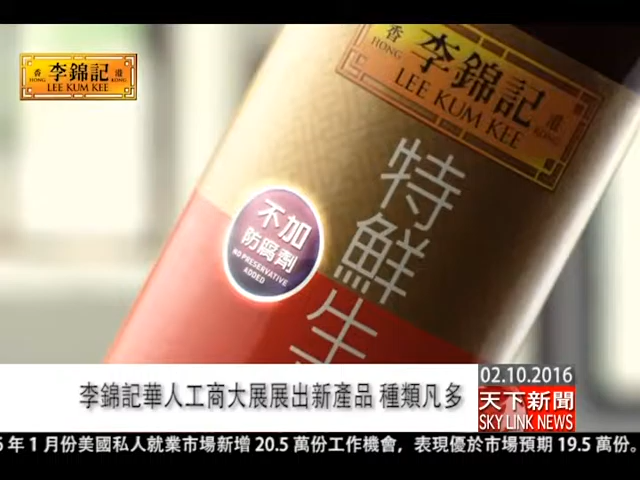 香 李錦記 港
HONG KONG
LEE KUM KEE
香 李錦記 港
HONG KONG
LEE KUM KEE
特鮮生
不加
防腐劑
NO PRESERVATIVE
ADDED
02.10.2016
李錦記華人工商大展展出新產品 種類凡多
天下新聞
SKY LINK NEWS
年 1 月份美國私人就業市場新增 20.5 萬份工作機會，表現優於市場預期 19.5 萬份。